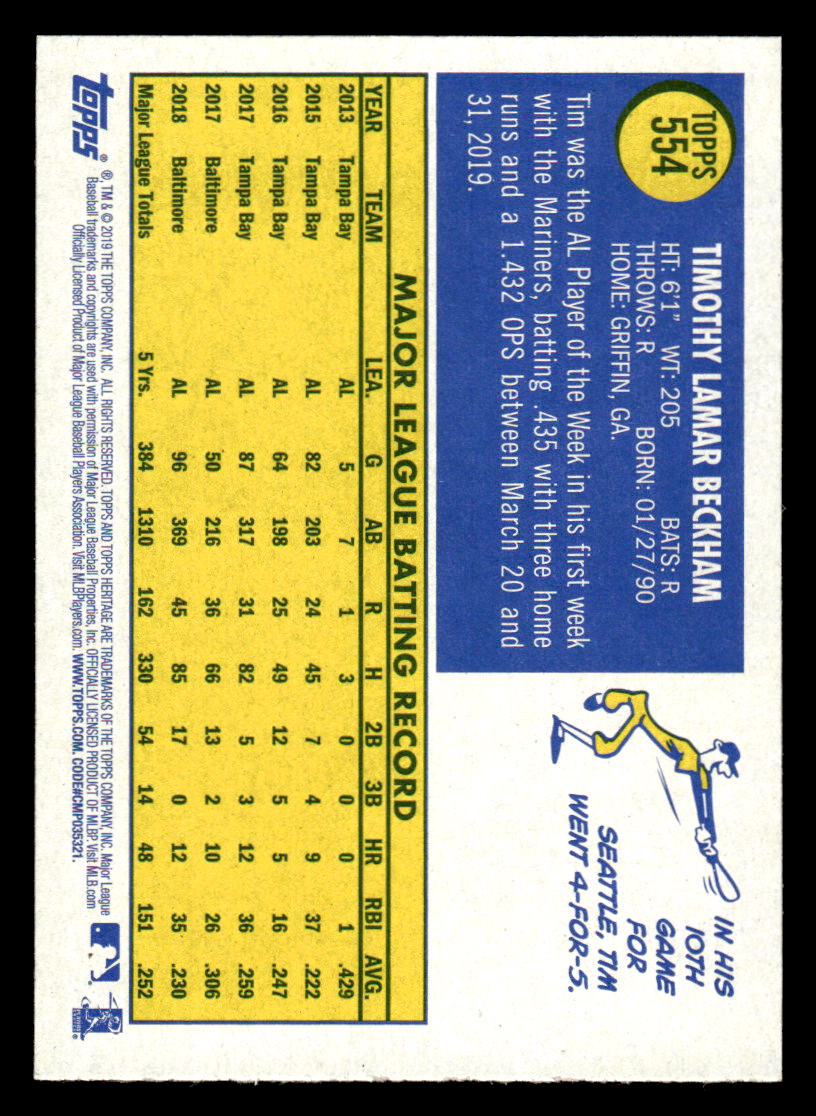 TOPPS
554
TIMOTHY LAMAR BECKHAM
HT: 6'1" WT: 205 BATS: R
THROWS: R BORN: 01/27/90
HOME: GRIFFIN, GA.
Tim was the AL Player of the Week in his first week
with the Mariners, batting .435 with three home
runs and a 1.432 OPS between March 20 and
31, 2019.
IN HIS
10TH
GAME
FOR
SEATTLE, TIM
WENT 4-FOR-5.
MAJOR LEAGUE BATTING RECORD
YEAR TEAM LEA. G AB R H 2B 3B HR RBI AVG.
2013 Tampa Bay AL 5 7 1 3 0 0 0 1 .429
2015 Tampa Bay AL 82 203 24 45 7 4 9 37 .222
2016 Tampa Bay AL 64 198 25 49 12 5 5 16 .247
2017 Tampa Bay AL 87 317 31 82 5 3 12 36 .259
2017 Baltimore AL 50 216 36 66 13 2 10 26 .306
2018 Baltimore AL 96 369 45 85 17 0 12 35 .230
Major League Totals 5 Yrs. 384 1310 162 330 54 14 48 151 .252
topps®
®, TM & © 2019 THE TOPPS COMPANY, INC. ALL RIGHTS RESERVED. TOPPS AND TOPPS HERITAGE ARE TRADEMARKS OF THE TOPPS COMPANY, INC. Major League
Baseball trademarks and copyrights are used with permission of Major League Baseball Properties, Inc. OFFICIALLY LICENSED PRODUCT OF MLBP. Visit MLB.com
Officially Licensed Product of Major League Baseball Players Association. Visit MLBPlayers.com. WWW.TOPPS.COM. CODE#CMP035321.